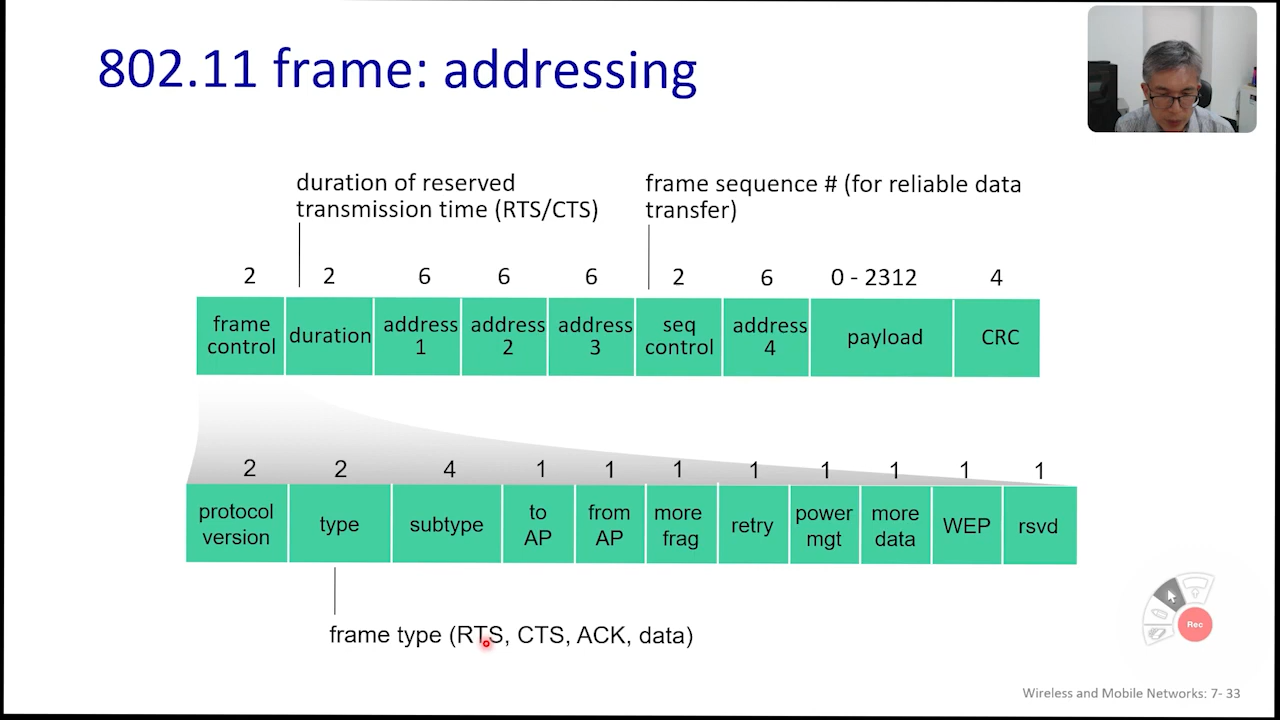 802.11 frame: addressing
duration of reserved
transmission time (RTS/CTS)
frame sequence # (for reliable data
transfer)
2 2 6 6 6 2 6 0 - 2312 4
frame control duration address 1 address 2 address 3 seq control address 4 payload CRC
2 2 4 1 1 1 1 1 1 1 1
protocol version type subtype to AP from AP more frag retry power mgt more data WEP rsvd
frame type (RTS, CTS, ACK, data)
Rec
Wireless and Mobile Networks: 7- 33